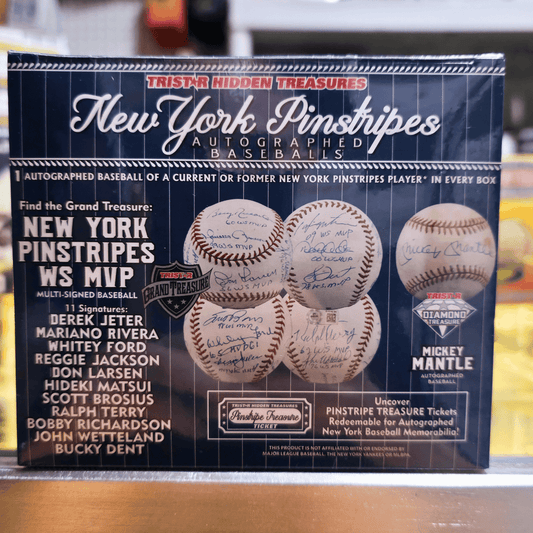 TRISTAR HIDDEN TREASURES
New York Pinstripes
AUTOGRAPHED
BASEBALLS
1 AUTOGRAPHED BASEBALL OF A CURRENT OR FORMER NEW YORK PINSTRIPES PLAYER* IN EVERY BOX
Find the Grand Treasure:
NEW YORK
PINSTRIPES
WS MVP
MULTI-SIGNED BASEBALL
11 Signatures:
DEREK JETER
MARIANO RIVERA
WHITEY FORD
REGGIE JACKSON
DON LARSEN
HIDEKI MATSUI
SCOTT BROSIUS
RALPH TERRY
BOBBY RICHARDSON
JOHN WETTELAND
BUCKY DENT
TRISTAR
GRAND TREASURE
Mickey Mantle
TRISTAR
DIAMOND
TREASURE
MICKEY
MANTLE
AUTOGRAPHED
BASEBALL
TRISTAR HIDDEN TREASURES
Pinstripe Treasure
TICKET
Uncover
PINSTRIPE TREASURE Tickets
Redeemable for Autographed
New York Baseball Memorabilia!
THIS PRODUCT IS NOT AFFILIATED WITH OR ENDORSED BY
MAJOR LEAGUE BASEBALL, THE NEW YORK YANKEES OR MLBPA.